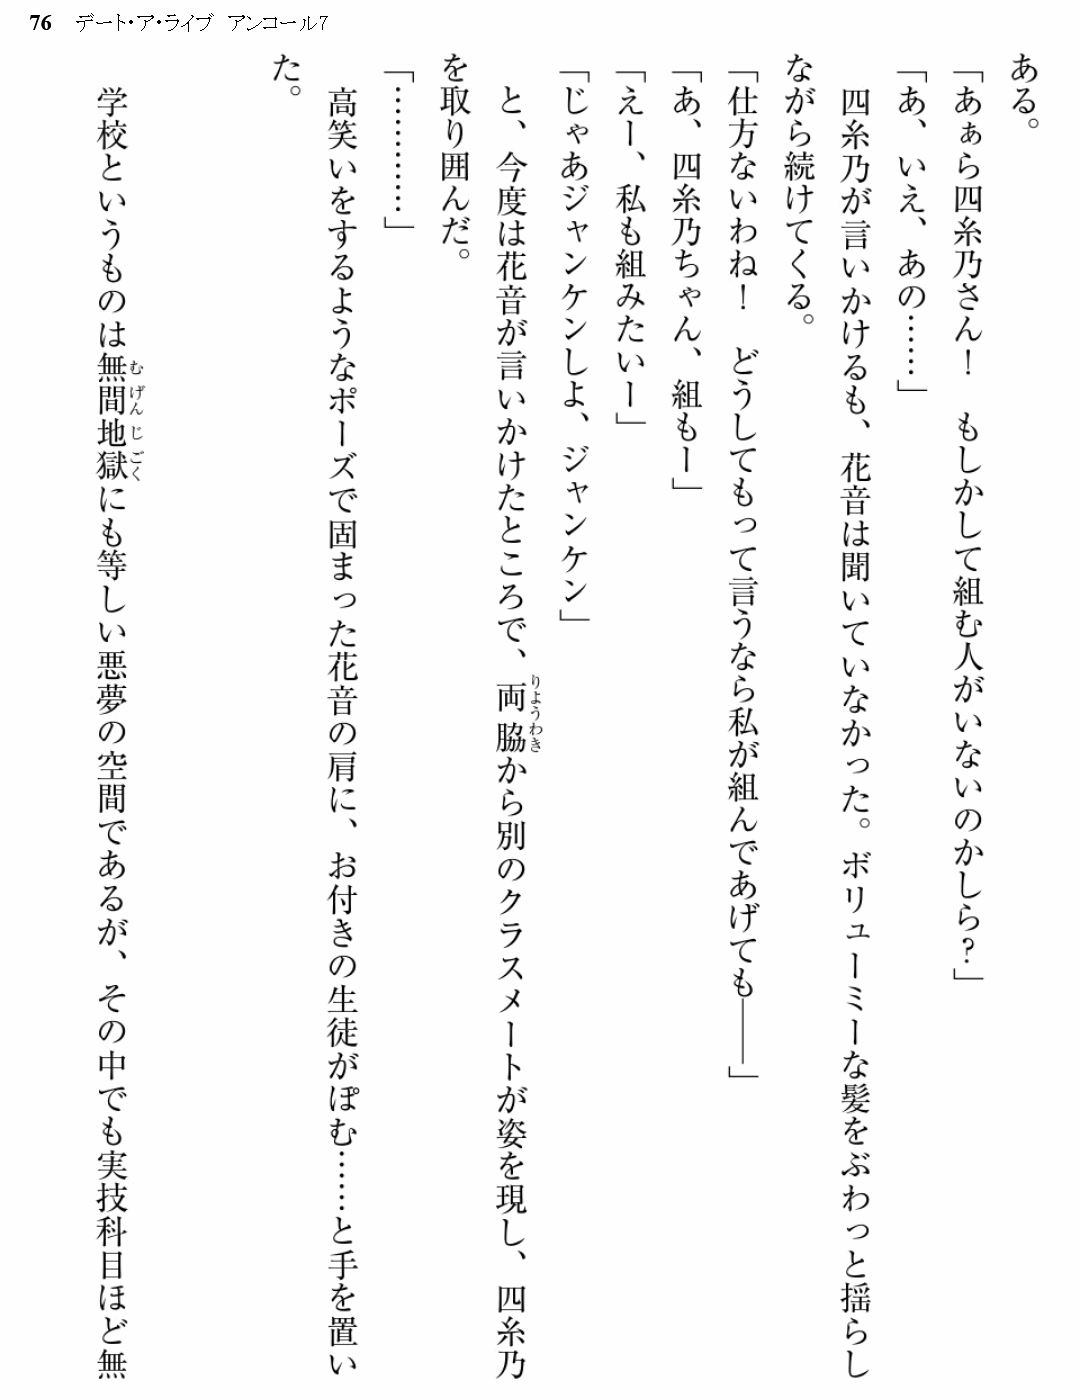 76 デート・ア・ライブ　アンコール7
ある。
「あぁら四糸乃さん！　もしかして組む人がいないのかしら？」
「あ、いえ、あの……」
　四糸乃が言いかけるも、花音は聞いていなかった。ボリューミーな髪をぶわっと揺らし
ながら続けてくる。
「仕方ないわね！　どうしてもって言うなら私が組んであげても――」
「あ、四糸乃ちゃん、組もー」
「えー、私も組みたいー」
「じゃあジャンケンしよ、ジャンケン」
　と、今度は花音が言いかけたところで、両脇から別のクラスメートが姿を現し、四糸乃
りようわき
を取り囲んだ。
「…………」
　高笑いをするようなポーズで固まった花音の肩に、お付きの生徒がぽむ……と手を置い
た。
　学校というものは無間地獄にも等しい悪夢の空間であるが、その中でも実技科目ほど無
むげんじごく